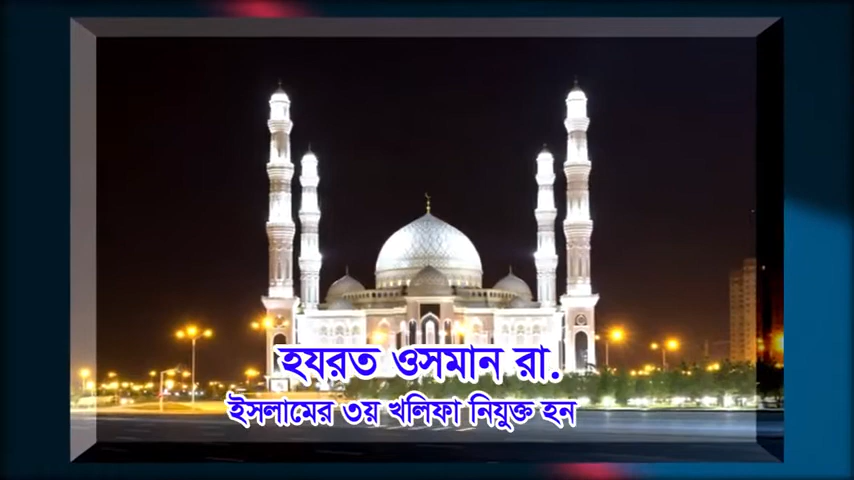 হযরত ওসমান রা.
ইসলামের ৩য় খলিফা নিযুক্ত হন